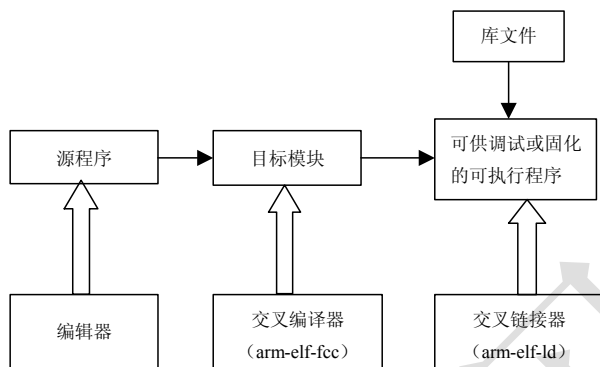 库文件
源程序
目标模块
可供调试或固化
的可执行程序
编辑器
交叉编译器
（arm-elf-fcc）
交叉链接器
（arm-elf-ld）